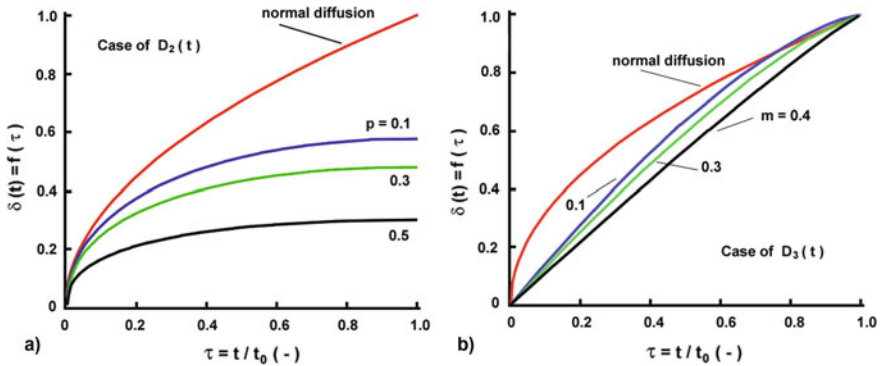 normal diffusion
Case of D₂ ( t )
δ (t) = f ( τ )
1.0
0.8
0.6
0.4
0.2
0
p = 0.1
0.3
0.5
0 0.2 0.4 0.6 0.8 1.0
a) τ = t / t₀ ( - )
normal diffusion
δ (t) = f ( τ )
1.0
0.8
0.6
0.4
0.2
0
m = 0.4
0.3
0.1
Case of D₃ ( t )
0 0.2 0.4 0.6 0.8 1.0
b) τ = t / t₀ ( - )